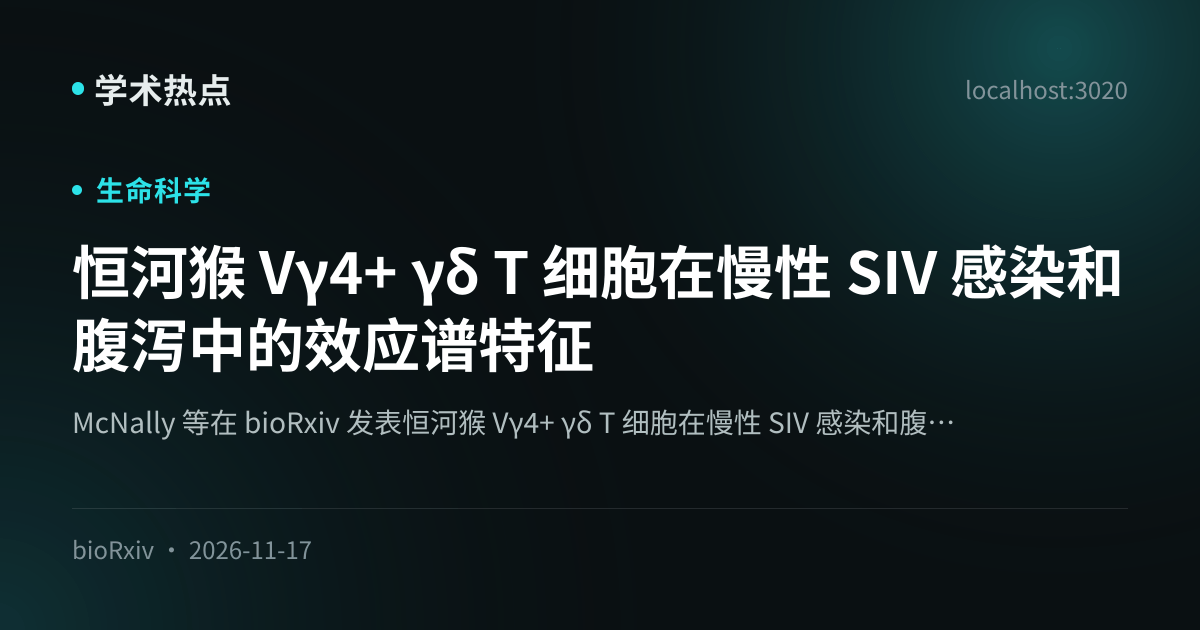 学术热点
localhost:3020
生命科学
恒河猴 Vγ4+ γδ T 细胞在慢性 SIV 感染和
腹泻中的效应谱特征
McNally 等在 bioRxiv 发表恒河猴 Vγ4+ γδ T 细胞在慢性 SIV 感染和腹…
bioRxiv · 2026-11-17